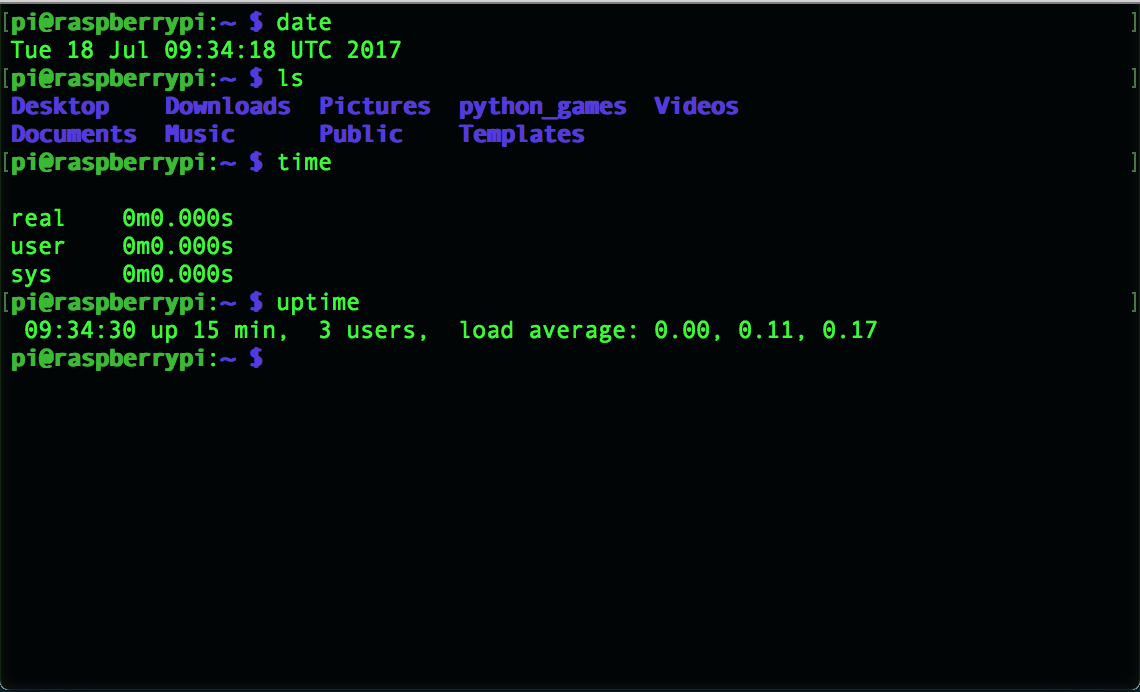 [pi@raspberrypi:~ $ date ]
Tue 18 Jul 09:34:18 UTC 2017
[pi@raspberrypi:~ $ ls ]
Desktop    Downloads  Pictures  python_games  Videos
Documents  Music      Public    Templates
[pi@raspberrypi:~ $ time ]
real    0m0.000s
user    0m0.000s
sys     0m0.000s
[pi@raspberrypi:~ $ uptime ]
 09:34:30 up 15 min,  3 users,  load average: 0.00, 0.11, 0.17
pi@raspberrypi:~ $